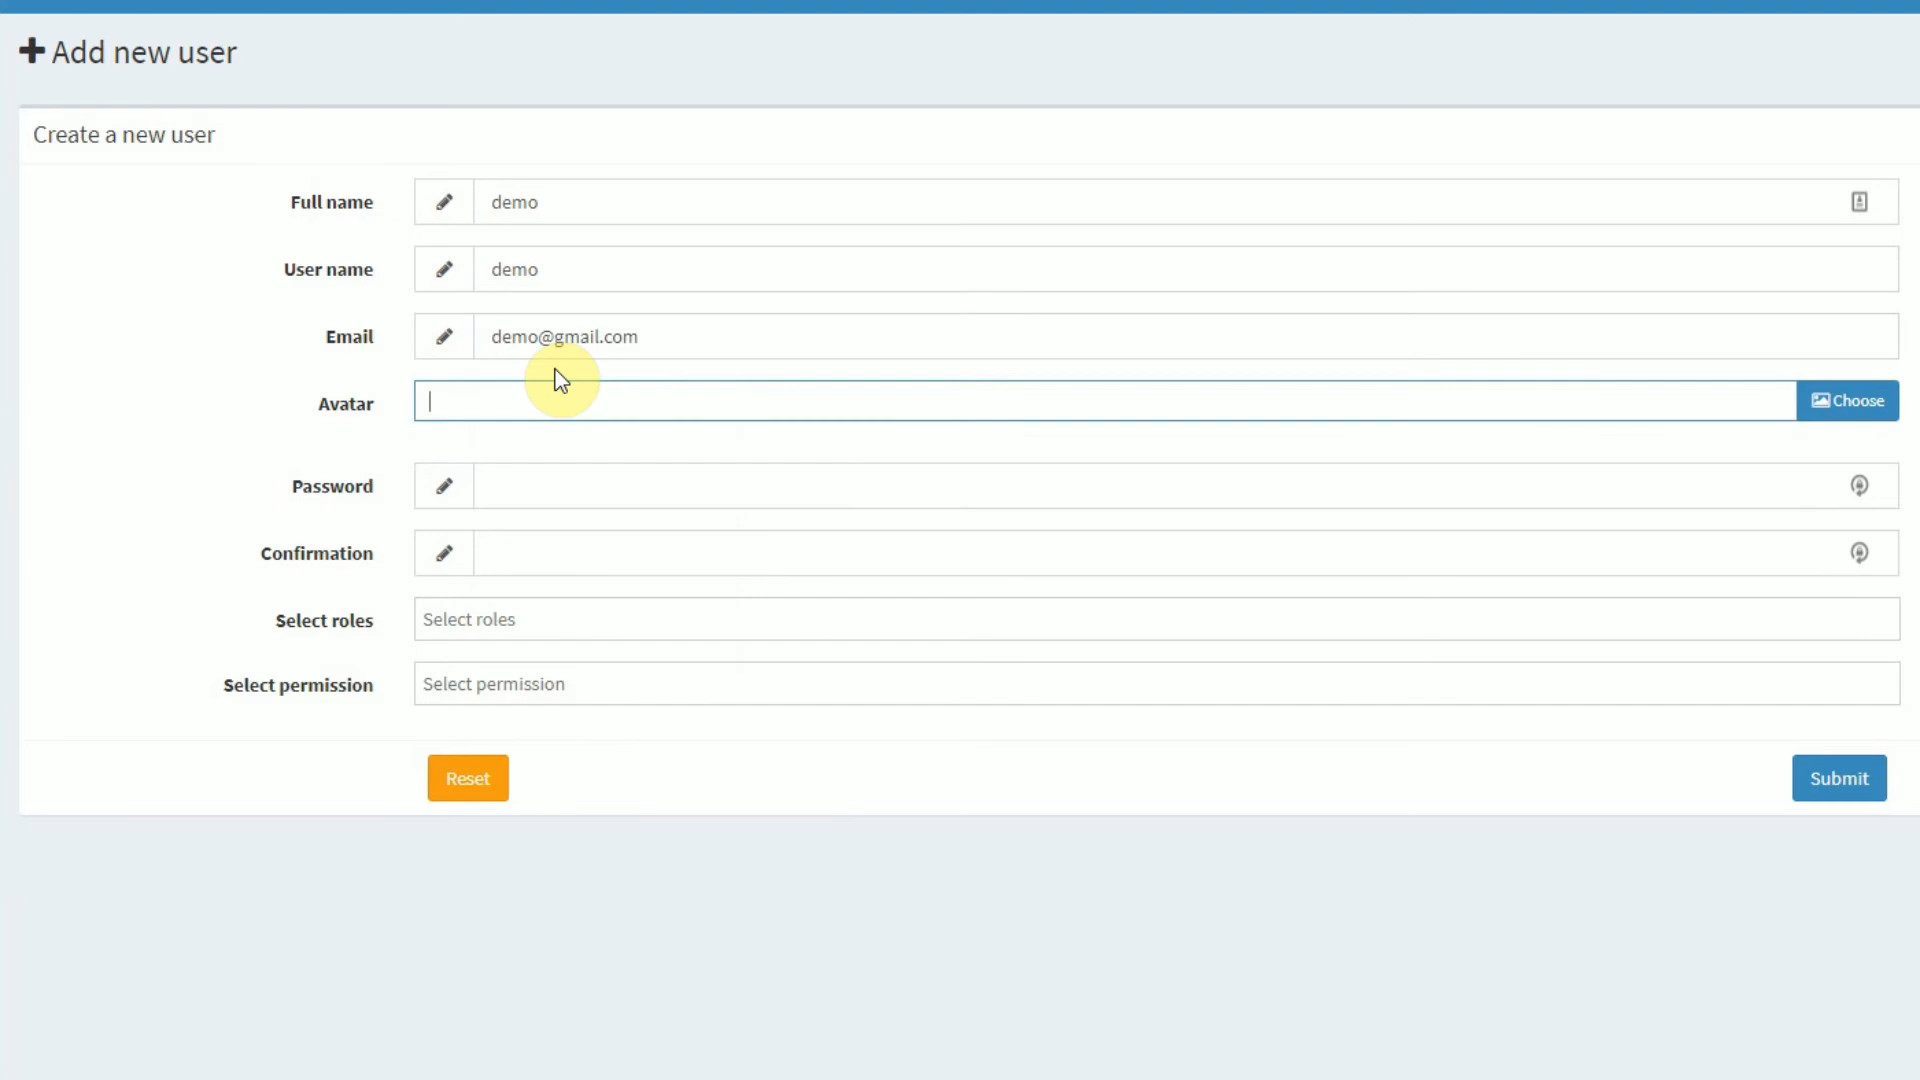 Add new user
Create a new user
Full name demo
User name demo
Email demo@gmail.com
Avatar Choose
Password
Confirmation
Select roles Select roles
Select permission Select permission
Reset Submit